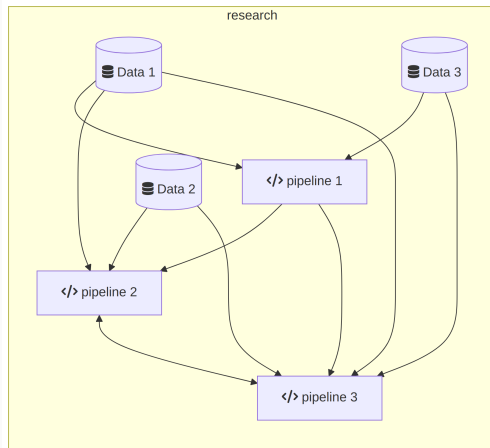 research
Data 1
Data 3
pipeline 1
Data 2
pipeline 2
pipeline 3